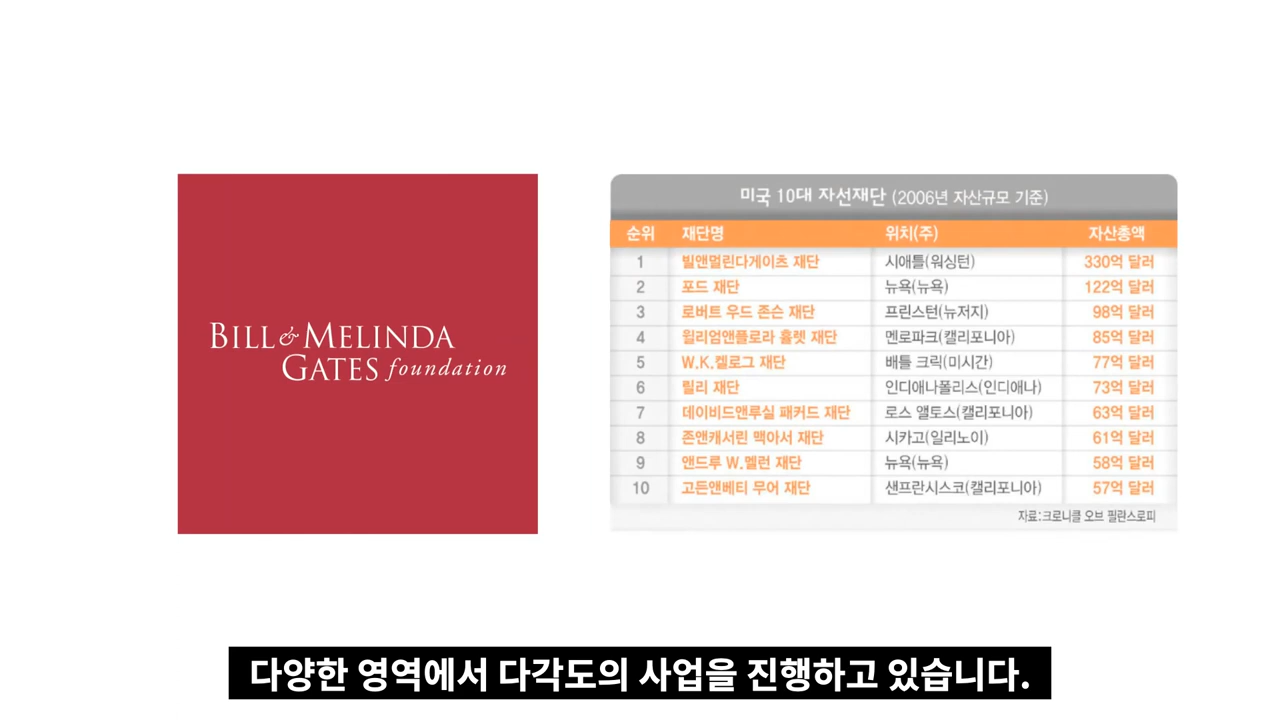 BILL & MELINDA
GATES foundation
미국 10대 자선재단 (2006년 자산규모 기준)
순위 재단명 위치(주) 자산총액
1 빌앤멀린다게이츠 재단 시애틀(워싱턴) 330억 달러
2 포드 재단 뉴욕(뉴욕) 122억 달러
3 로버트 우드 존슨 재단 프린스턴(뉴저지) 98억 달러
4 윌리엄앤플로라 휼렛 재단 멘로파크(캘리포니아) 85억 달러
5 W.K.켈로그 재단 배틀 크릭(미시간) 77억 달러
6 릴리 재단 인디애나폴리스(인디애나) 73억 달러
7 데이비드앤루실 패커드 재단 로스 앨토스(캘리포니아) 63억 달러
8 존앤캐서린 맥아서 재단 시카고(일리노이) 61억 달러
9 앤드루 W.멜런 재단 뉴욕(뉴욕) 58억 달러
10 고든앤베티 무어 재단 샌프란시스코(캘리포니아) 57억 달러
자료:크로니클 오브 필란스로피
다양한 영역에서 다각도의 사업을 진행하고 있습니다.